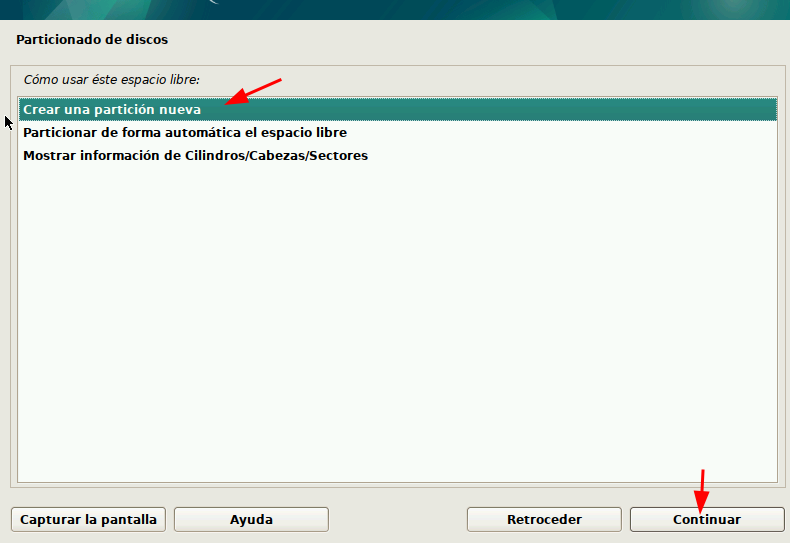 Particionado de discos
Cómo usar éste espacio libre:
Crear una partición nueva
Particionar de forma automática el espacio libre
Mostrar información de Cilindros/Cabezas/Sectores
Capturar la pantalla
Ayuda
Retroceder
Continuar